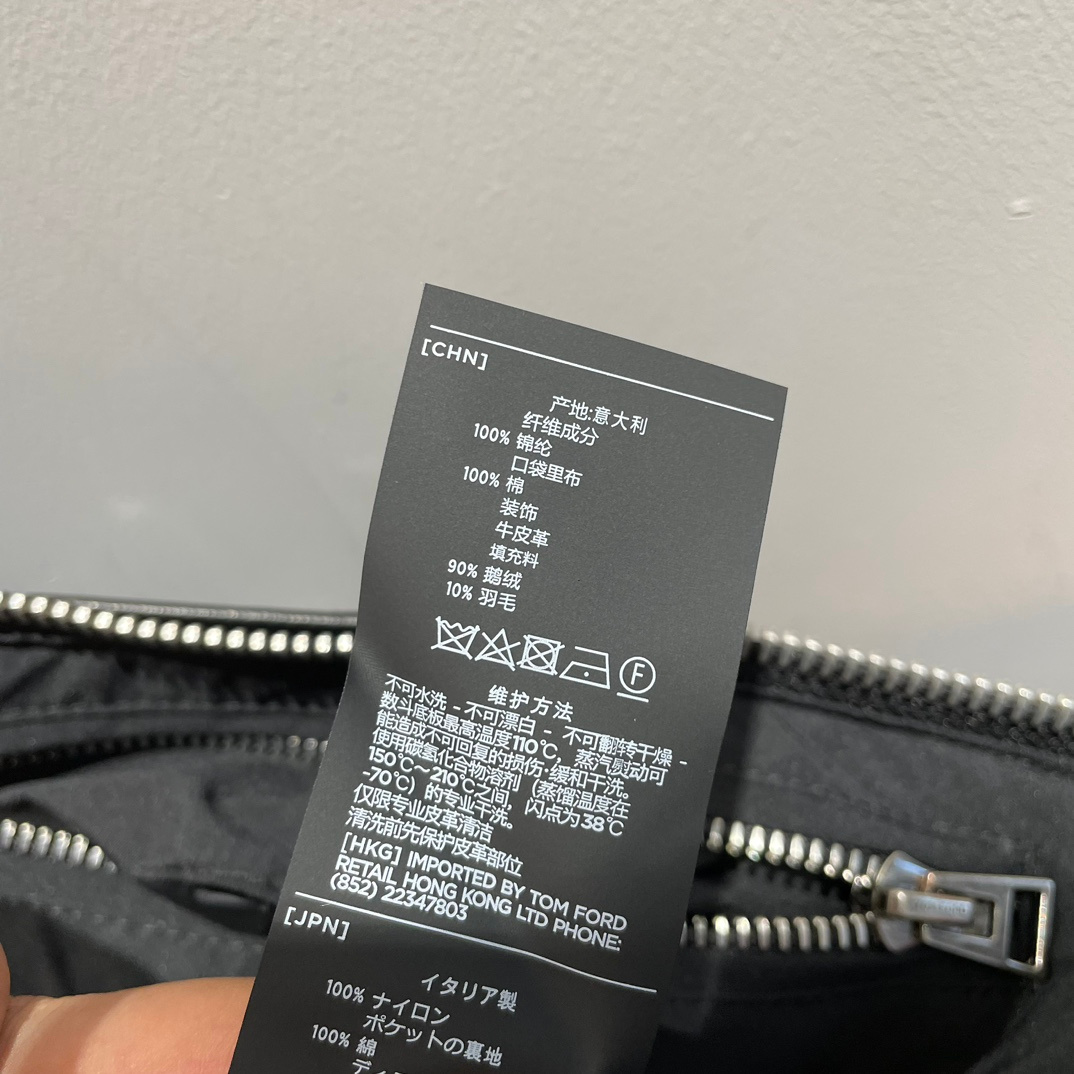 [CHN]
产地:意大利
纤维成分
100% 锦纶
口袋里布
100% 棉
装饰
牛皮革
填充料
90% 鹅绒
10% 羽毛
F
维护方法
不可水洗 - 不可漂白 - 不可翻转干燥 -
数斗底板最高温度110℃, 蒸汽熨动可
能造成不可回复的损伤:缓和干洗。
使用碳氢化合物溶剂 (蒸馏温度在
150℃～210℃之间, 闪点为38℃
-70℃) 的专业干洗。
仅限专业皮革清洁
清洗前先保护皮革部位
[HKG] IMPORTED BY TOM FORD
RETAIL HONG KONG LTD PHONE:
(852) 22347803
[JPN]
イタリア製
100% ナイロン
ポケットの裏地
100% 綿